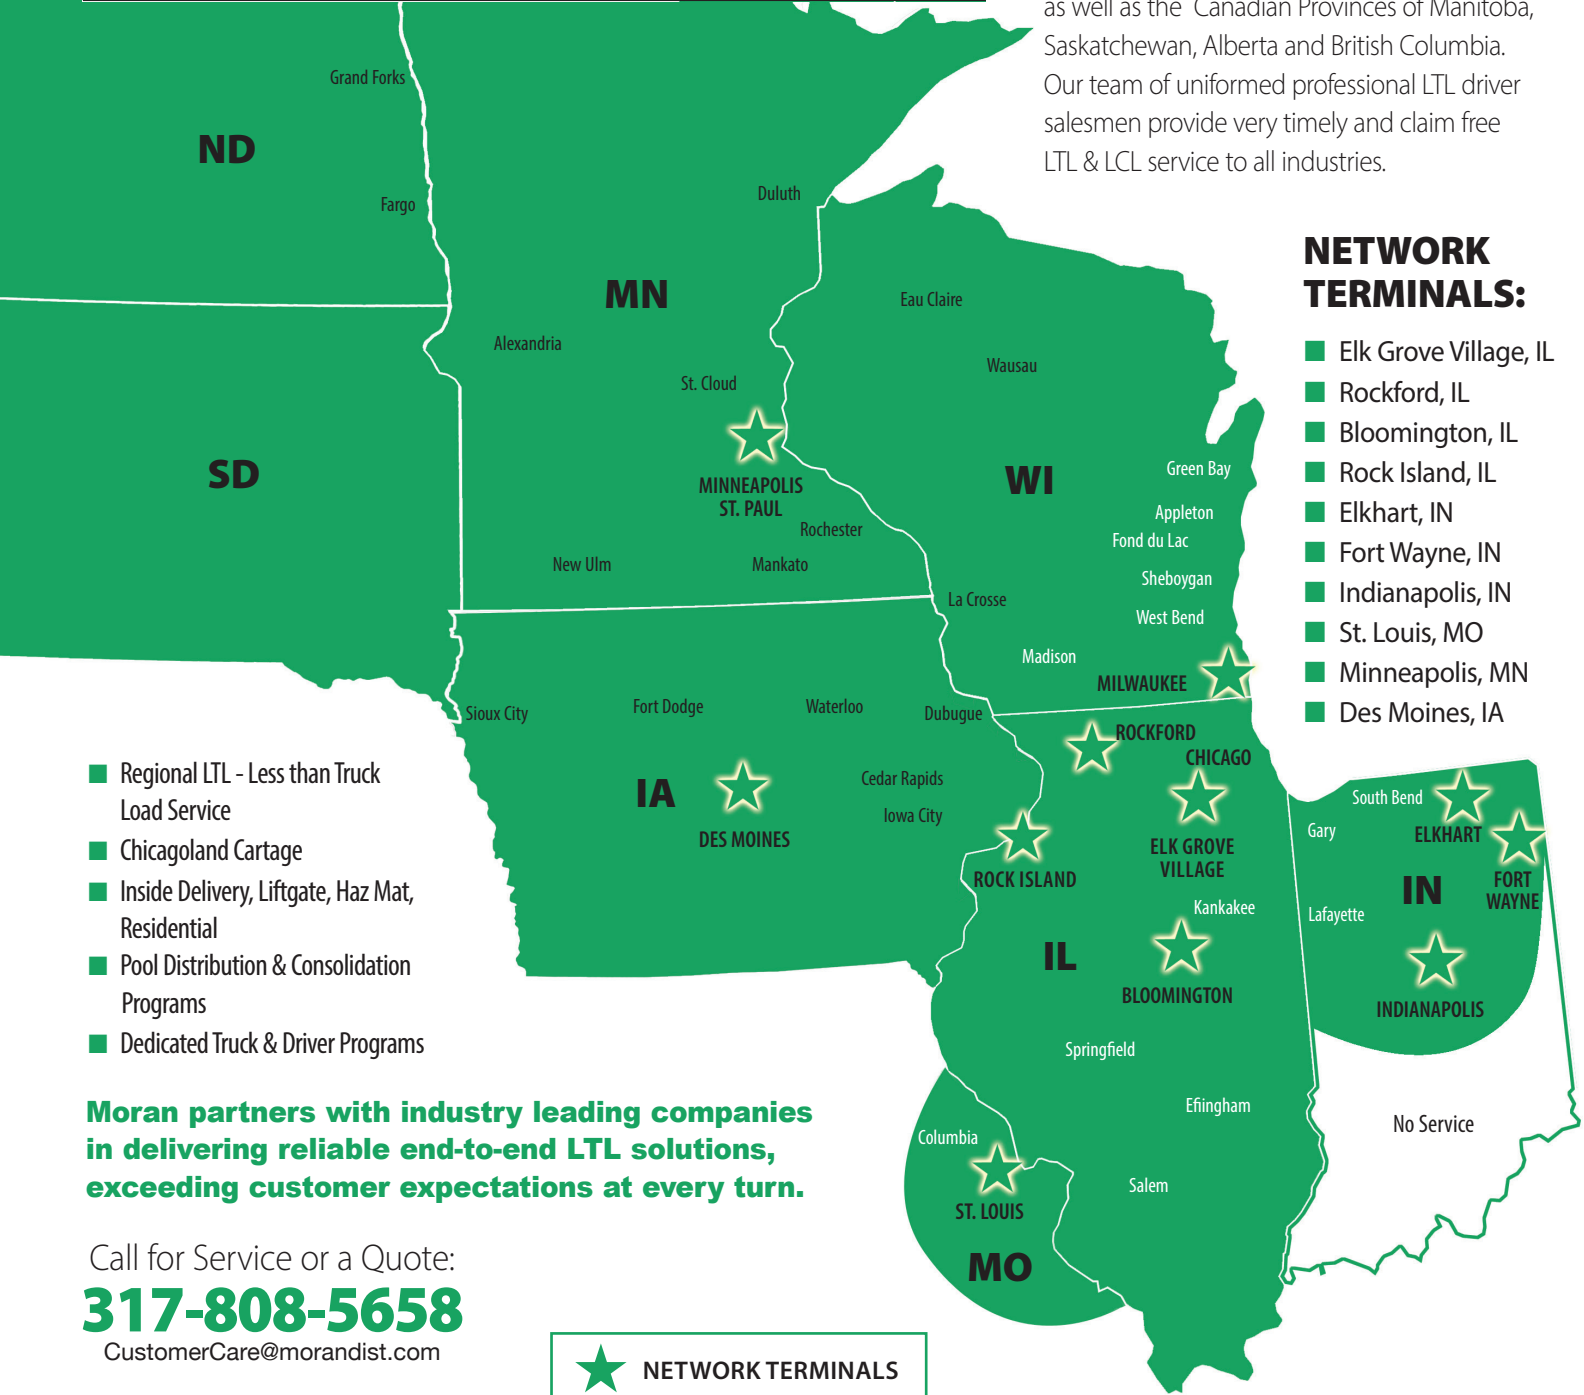 as well as the Canadian Provinces of Manitoba,
Saskatchewan, Alberta and British Columbia.
Our team of uniformed professional LTL driver
salesmen provide very timely and claim free
LTL & LCL service to all industries.
NETWORK
TERMINALS:
Elk Grove Village, IL
Rockford, IL
Bloomington, IL
Rock Island, IL
Elkhart, IN
Fort Wayne, IN
Indianapolis, IN
St. Louis, MO
Minneapolis, MN
Des Moines, IA
Grand Forks
ND
Fargo
SD
Duluth
MN
Alexandria
St. Cloud
MINNEAPOLIS
ST. PAUL
Rochester
New Ulm
Mankato
Eau Claire
Wausau
WI
Green Bay
Appleton
Fond du Lac
Sheboygan
La Crosse
West Bend
Madison
MILWAUKEE
Sioux City
Fort Dodge
Waterloo
Dubugue
IA
Cedar Rapids
Iowa City
DES MOINES
ROCKFORD
CHICAGO
ELK GROVE
VILLAGE
ROCK ISLAND
Kankakee
IL
BLOOMINGTON
Springfield
Efiingham
Salem
South Bend
Gary
ELKHART
IN
FORT
WAYNE
Lafayette
INDIANAPOLIS
No Service
Columbia
ST. LOUIS
MO
Regional LTL - Less than Truck
Load Service
Chicagoland Cartage
Inside Delivery, Liftgate, Haz Mat,
Residential
Pool Distribution & Consolidation
Programs
Dedicated Truck & Driver Programs
Moran partners with industry leading companies
in delivering reliable end-to-end LTL solutions,
exceeding customer expectations at every turn.
Call for Service or a Quote:
317-808-5658
CustomerCare@morandist.com
NETWORK TERMINALS